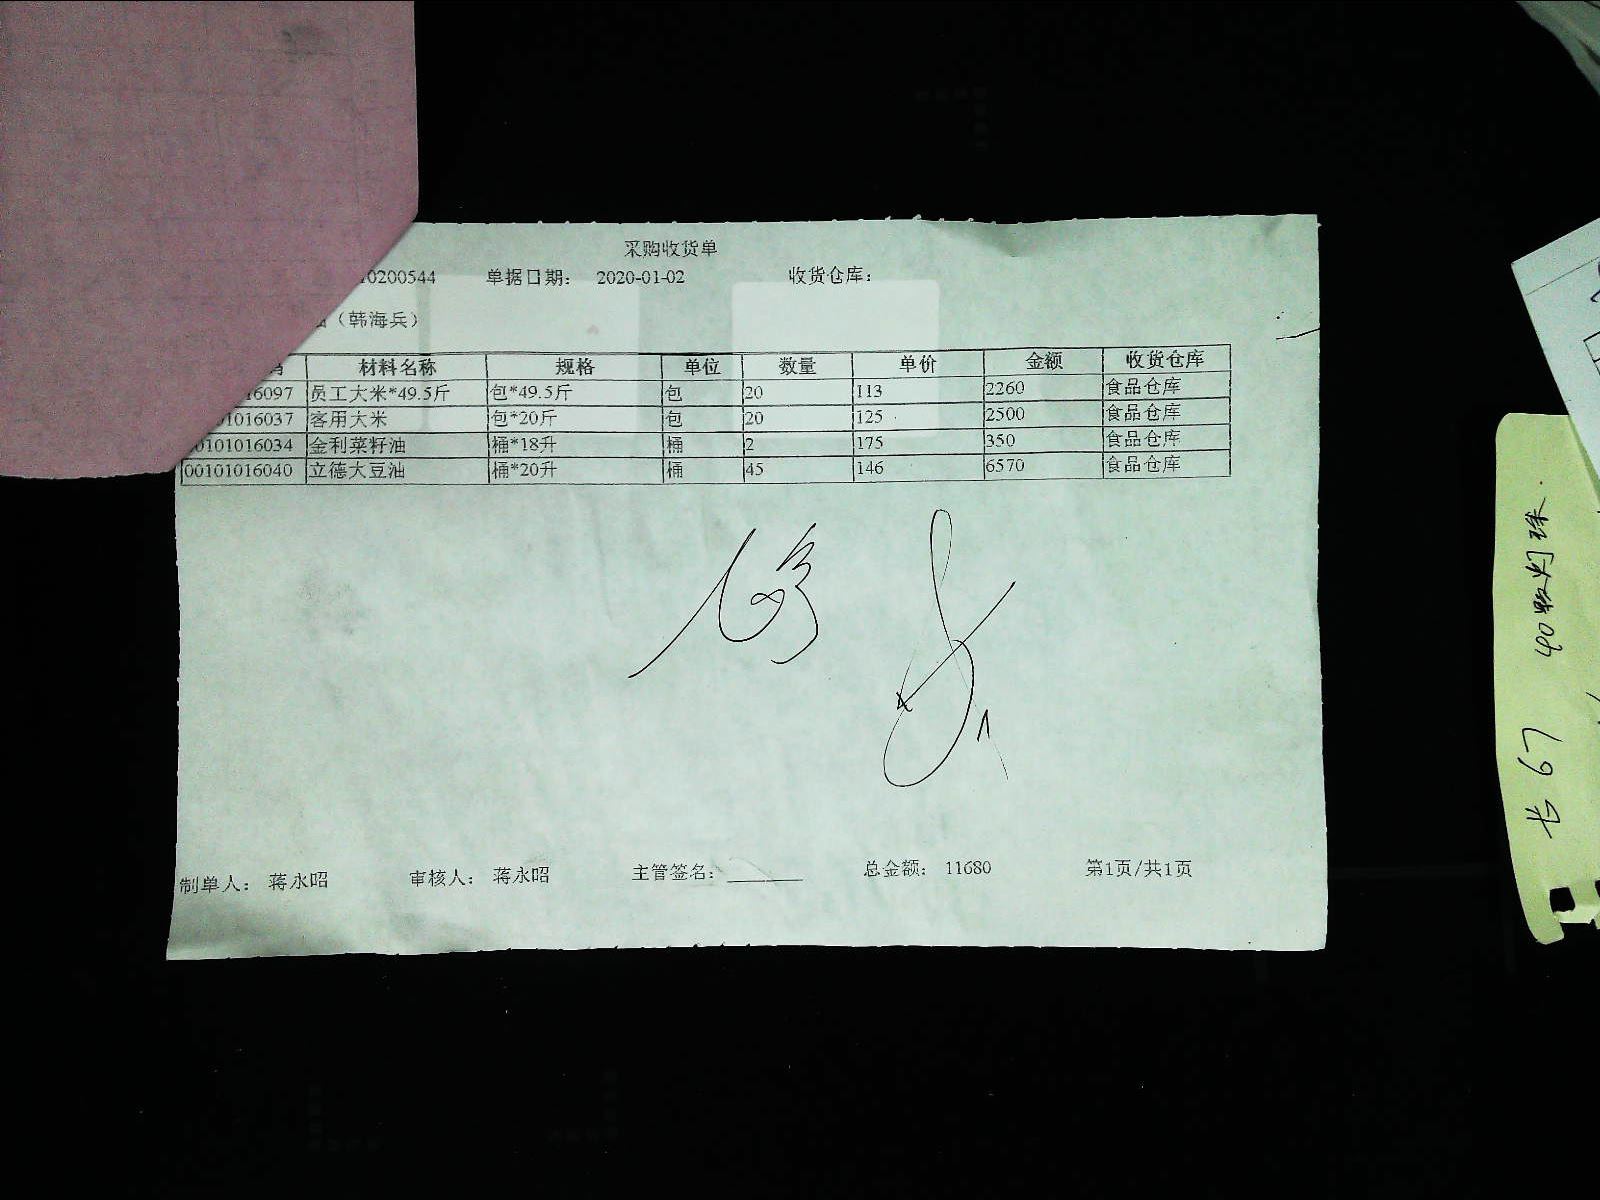 采购收货单
0200544 单据日期： 2020-01-02 收货仓库：
（韩海兵）
材料名称 规格 单位 数量 单价 金额 收货仓库
16097 员工大米*49.5斤 包*49.5斤 包 20 113 2260 食品仓库
01016037 客用大米 包*20斤 包 20 125 2500 食品仓库
0101016034 金利菜籽油 桶*18升 桶 2 175 350 食品仓库
00101016040 立德大豆油 桶*20升 桶 45 146 6570 食品仓库
制单人： 蒋永昭 审核人： 蒋永昭 主管签名： 总金额： 11680 第1页/共1页
40颗灯珠